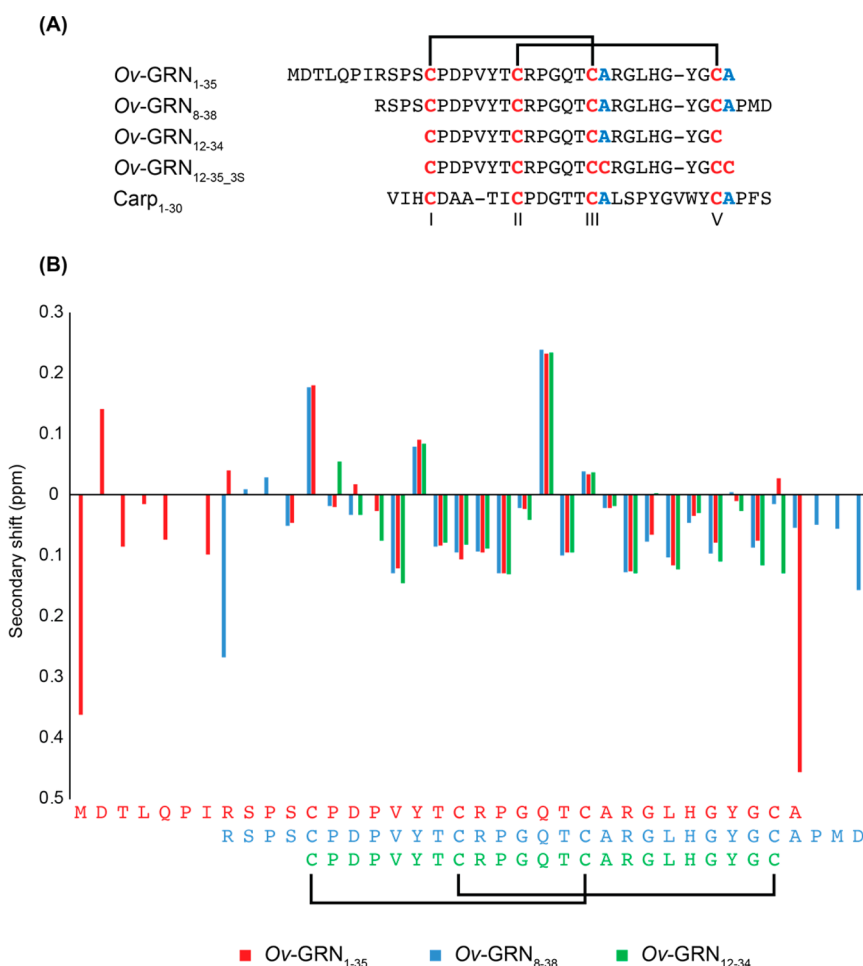 (A)
Ov-GRN1-35 MDTLQPIRSPSCPDPVYTCRPGQTCARGLHG-YGCA
Ov-GRN8-38 RSPSCPDPVYTCRPGQTCARGLHG-YGCAPMD
Ov-GRN12-34 CPDPVYTCRPGQTCARGLHG-YGC
Ov-GRN12-35_3S CPDPVYTCRPGQTCCRGLHG-YGCC
Carp1-30 VIHCDAA-TICPDGTTCALSPYGVWYCAPFS
I II III V
(B)
Secondary shift (ppm)
0.3
0.2
0.1
0
0.1
0.2
0.3
0.4
0.5
M D T L Q P I R S P S C P D P V Y T C R P G Q T C A R G L H G Y G C A
R S P S C P D P V Y T C R P G Q T C A R G L H G Y G C A P M D
C P D P V Y T C R P G Q T C A R G L H G Y G C
Ov-GRN1-35 Ov-GRN8-38 Ov-GRN12-34